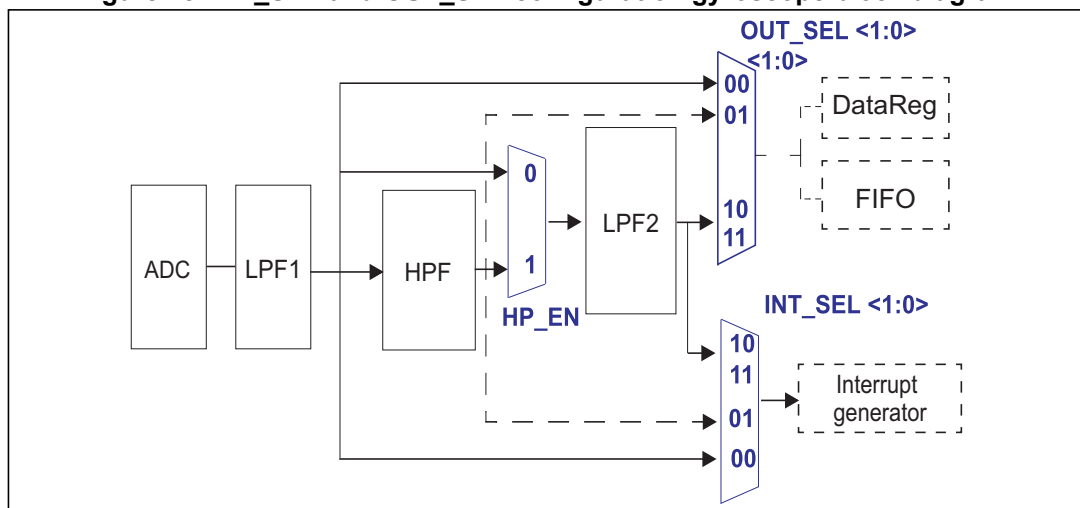 OUT_SEL <1:0>
<1:0>
00
01
DataReg
0
10
FIFO
ADC
LPF1
HPF
1
LPF2
11
HP_EN
INT_SEL <1:0>
10
11
Interrupt
generator
01
00